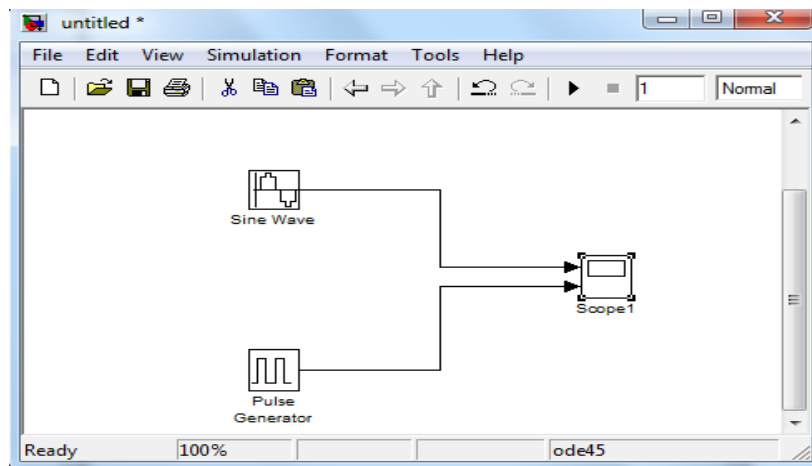 untitled *
File Edit View Simulation Format Tools Help
1 Normal
Sine Wave
Scope1
Pulse
Generator
Ready 100% ode45